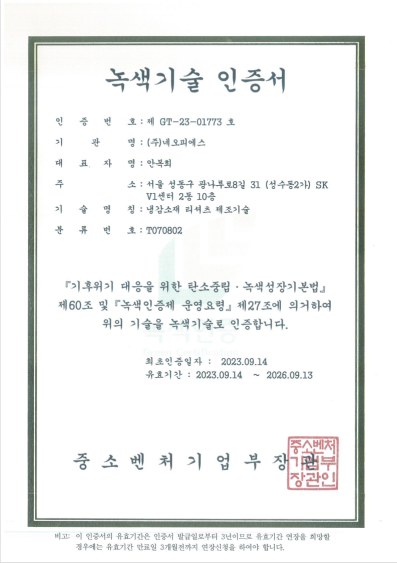 녹색기술 인증서
인 증 번 호 : 제 GT-23-01773 호
기 관 명 : (주)네오피에스
대 표 자 명 : 안목회
주 소 : 서울 성동구 광나루로8길 31 (성수동2가) SK
V1센터 2동 10층
기 술 명 칭 : 냉감소재 티셔츠 제조기술
분 류 번 호 : T070802
『기후위기 대응을 위한 탄소중립 · 녹색성장기본법』
제60조 및 『녹색인증제 운영요령』 제27조에 의거하여
위의 기술을 녹색기술로 인증합니다.
최초인증일자 : 2023.09.14
유효기간 : 2023.09.14 ~ 2026.09.13
중소벤처기업부장관
중소벤처
기업부
장관인
비고: 이 인증서의 유효기간은 인증서 발급일로부터 3년이므로 유효기간 연장을 희망할
경우에는 유효기간 만료일 3개월전까지 연장신청을 하여야 합니다.